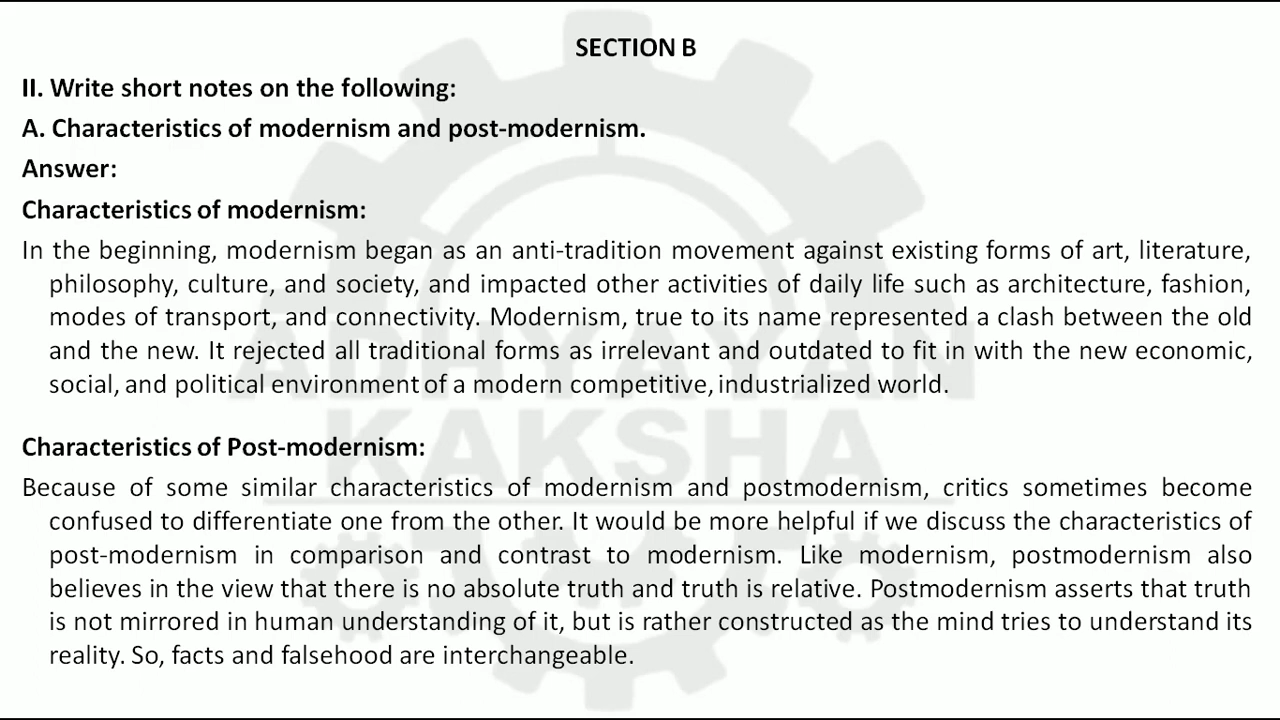 SECTION B
II. Write short notes on the following:
A. Characteristics of modernism and post-modernism.
Answer:
Characteristics of modernism:
In the beginning, modernism began as an anti-tradition movement against existing forms of art, literature,
philosophy, culture, and society, and impacted other activities of daily life such as architecture, fashion,
modes of transport, and connectivity. Modernism, true to its name represented a clash between the old
and the new. It rejected all traditional forms as irrelevant and outdated to fit in with the new economic,
social, and political environment of a modern competitive, industrialized world.
ADHYAYAN
KAKSHA
Characteristics of Post-modernism:
Because of some similar characteristics of modernism and postmodernism, critics sometimes become
confused to differentiate one from the other. It would be more helpful if we discuss the characteristics of
post-modernism in comparison and contrast to modernism. Like modernism, postmodernism also
believes in the view that there is no absolute truth and truth is relative. Postmodernism asserts that truth
is not mirrored in human understanding of it, but is rather constructed as the mind tries to understand its
reality. So, facts and falsehood are interchangeable.